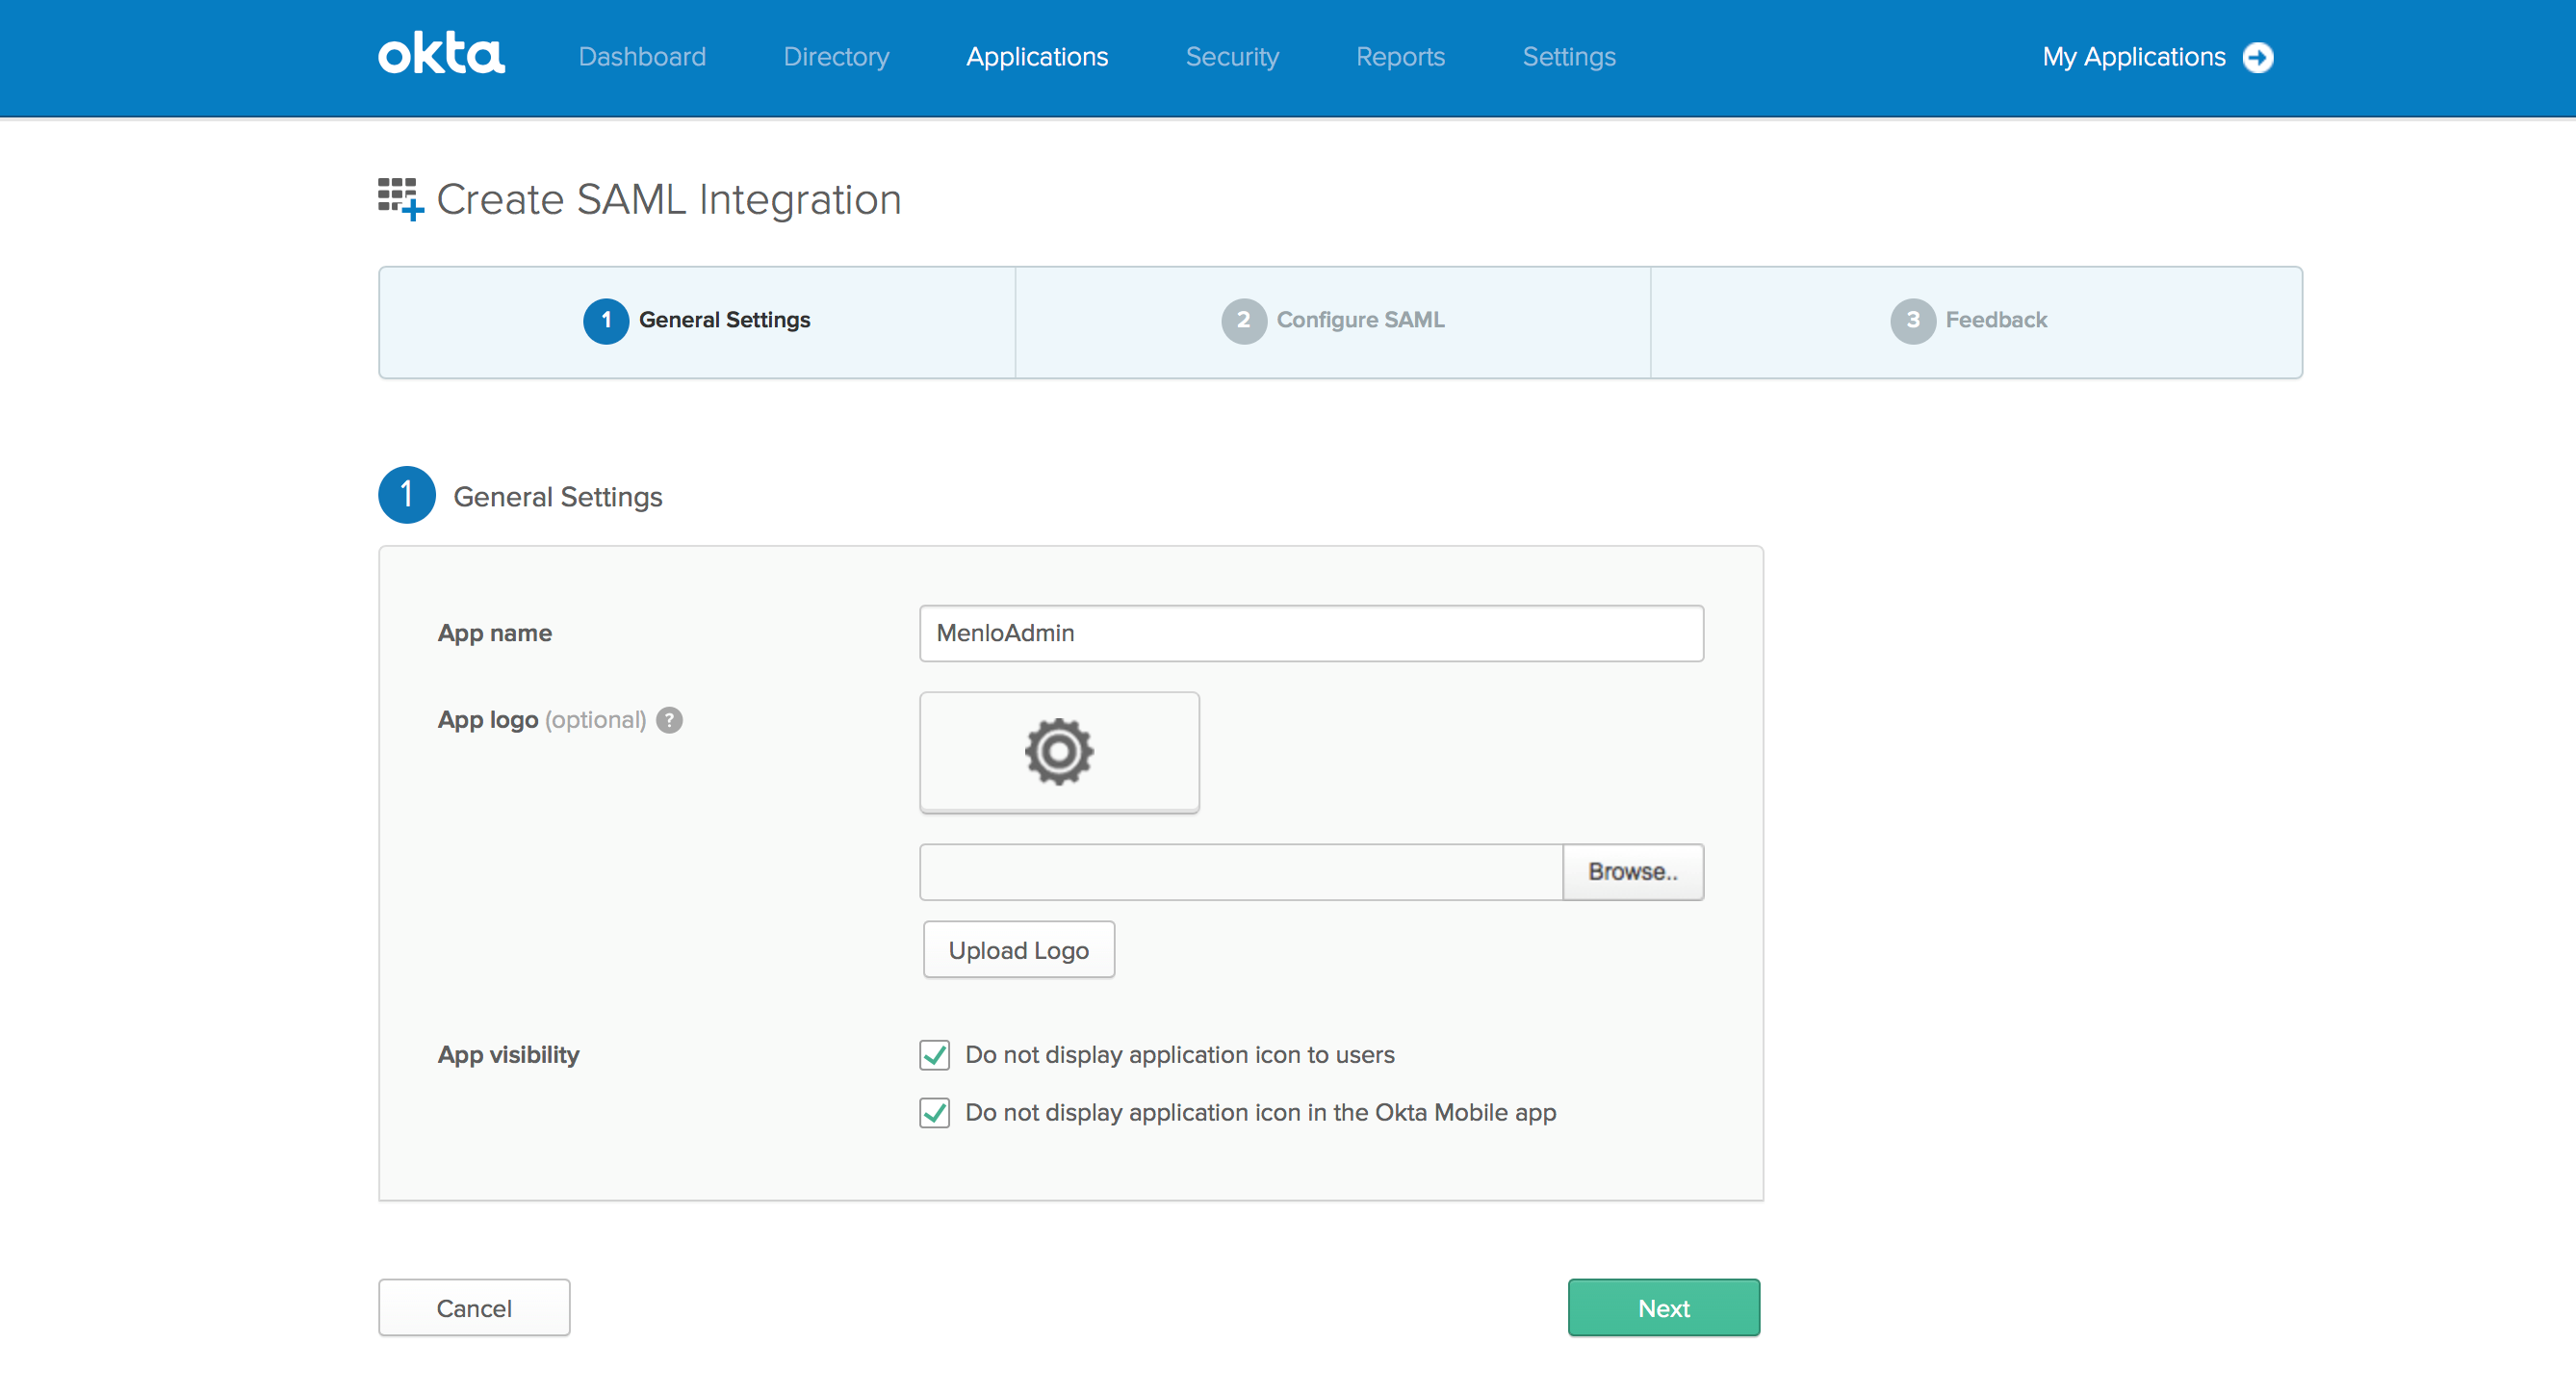 okta Dashboard Directory Applications Security Reports Settings My Applications
Create SAML Integration
1 General Settings 2 Configure SAML 3 Feedback
1 General Settings
App name MenloAdmin
App logo (optional) ?
Browse..
Upload Logo
App visibility Do not display application icon to users
Do not display application icon in the Okta Mobile app
Cancel Next